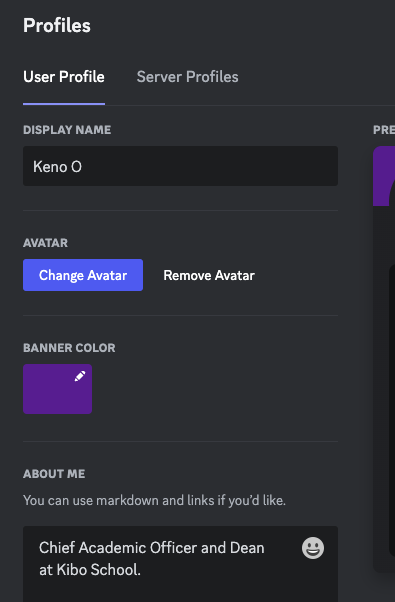 Profiles
User Profile
Server Profiles
DISPLAY NAME
PRE
Keno O
AVATAR
Change Avatar
Remove Avatar
BANNER COLOR
ABOUT ME
You can use markdown and links if you'd like.
Chief Academic Officer and Dean
at Kibo School.